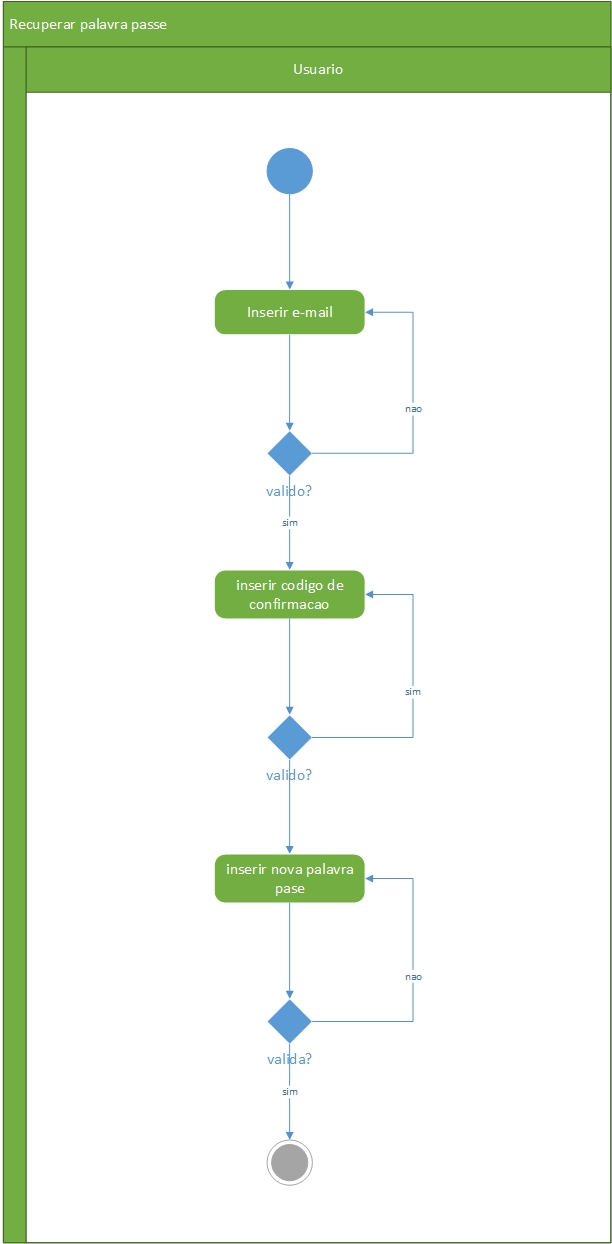 Recuperar palavra passe
Usuario
Inserir e-mail
nao
valido?
sim
inserir codigo de
confirmacao
sim
valido?
inserir nova palavra
pase
nao
valida?
sim